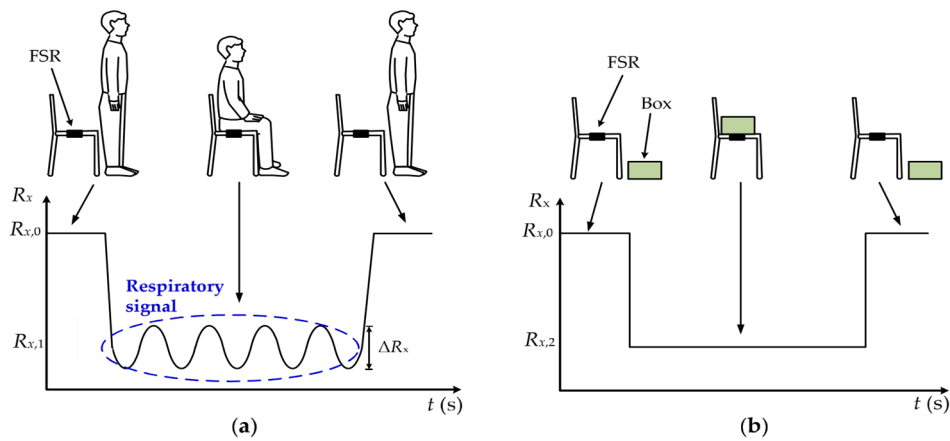 FSR
Rx
Rx,0
Respiratory
signal
Rx,1
ΔRx
t (s)
(a)
FSR
Box
Rx
Rx,0
Rx,2
t (s)
(b)